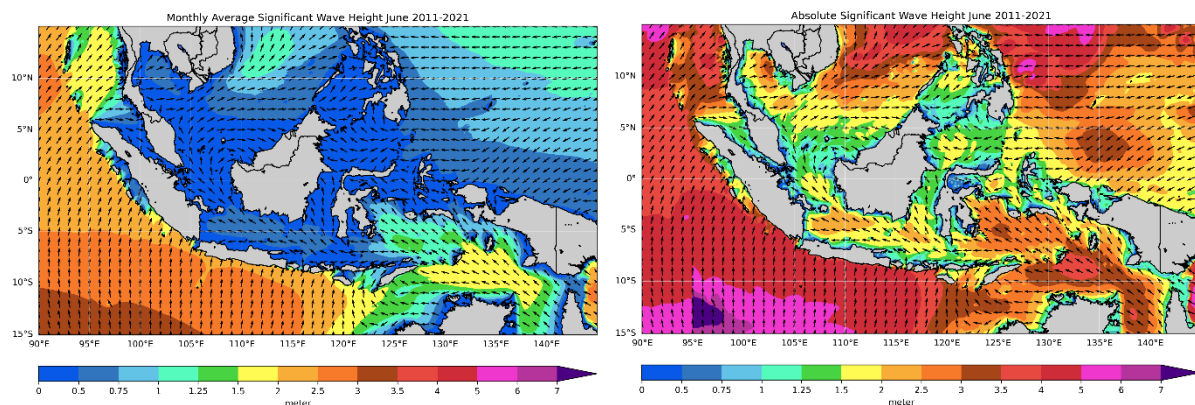 Monthly Average Significant Wave Height June 2011-2021
10°N
5°N
0°
5°S
10°S
15°S
90°E 95°E 100°E 105°E 110°E 115°E 120°E 125°E 130°E 135°E 140°E
0 0.5 0.75 1 1.25 1.5 2 2.5 3 3.5 4 5 6 7
meter
Absolute Significant Wave Height June 2011-2021
10°N
5°N
0°
5°S
10°S
15°S
90°E 95°E 100°E 105°E 110°E 115°E 120°E 125°E 130°E 135°E 140°E
0 0.5 0.75 1 1.25 1.5 2 2.5 3 3.5 4 5 6 7
meter